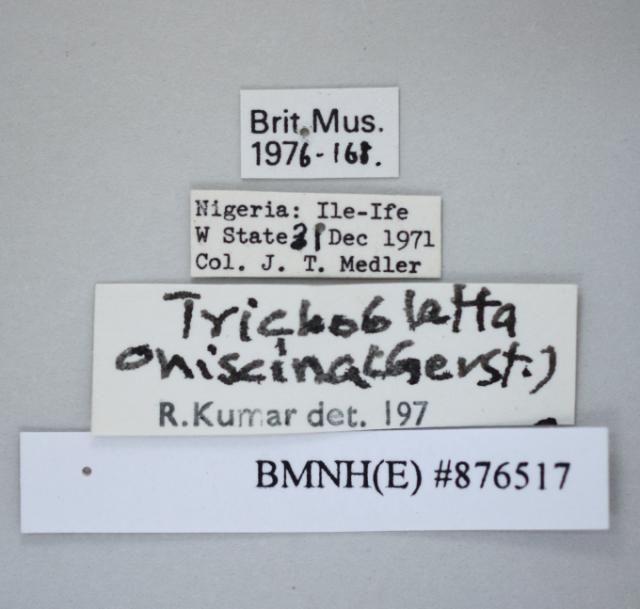 Brit. Mus.
1976-168.
Nigeria: Ile-Ife
W State 31 Dec 1971
Col. J. T. Medler
Trichoblatta
oniscina (Gerst.)
R.Kumar det. 197
BMNH(E) #876517